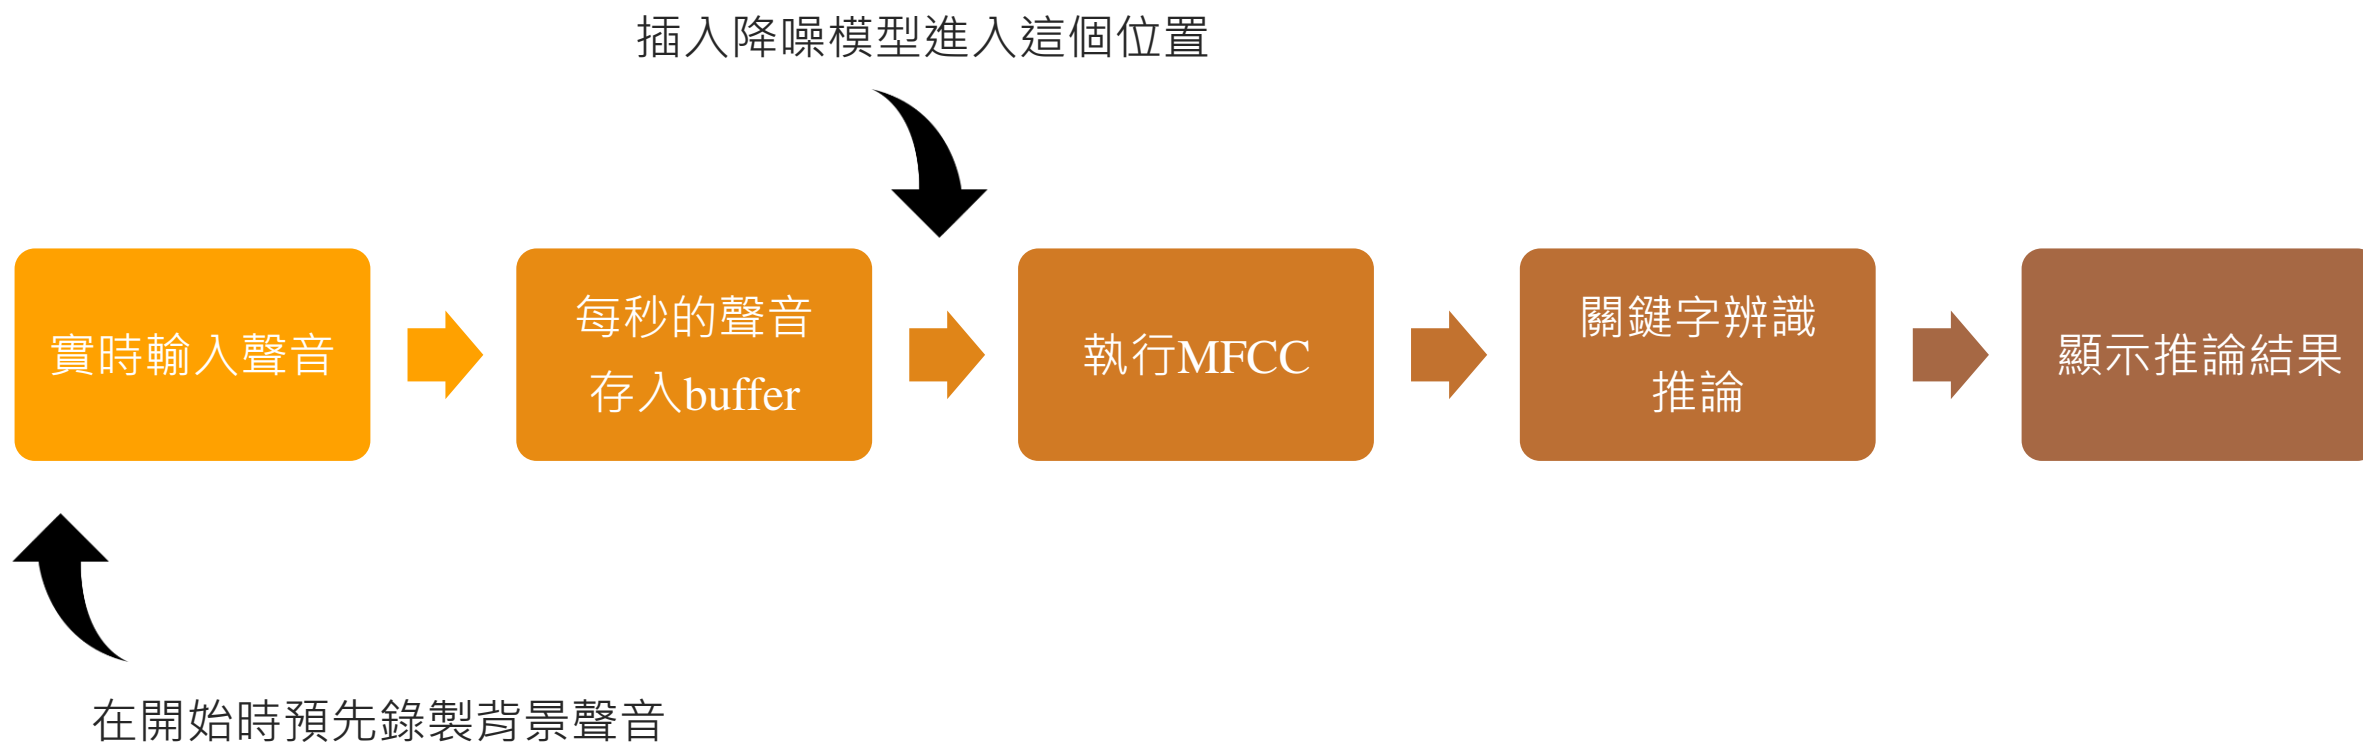 插入降噪模型進入這個位置
實時輸入聲音
每秒的聲音
存入buffer
執行MFCC
關鍵字辨識
推論
顯示推論結果
在開始時預先錄製背景聲音